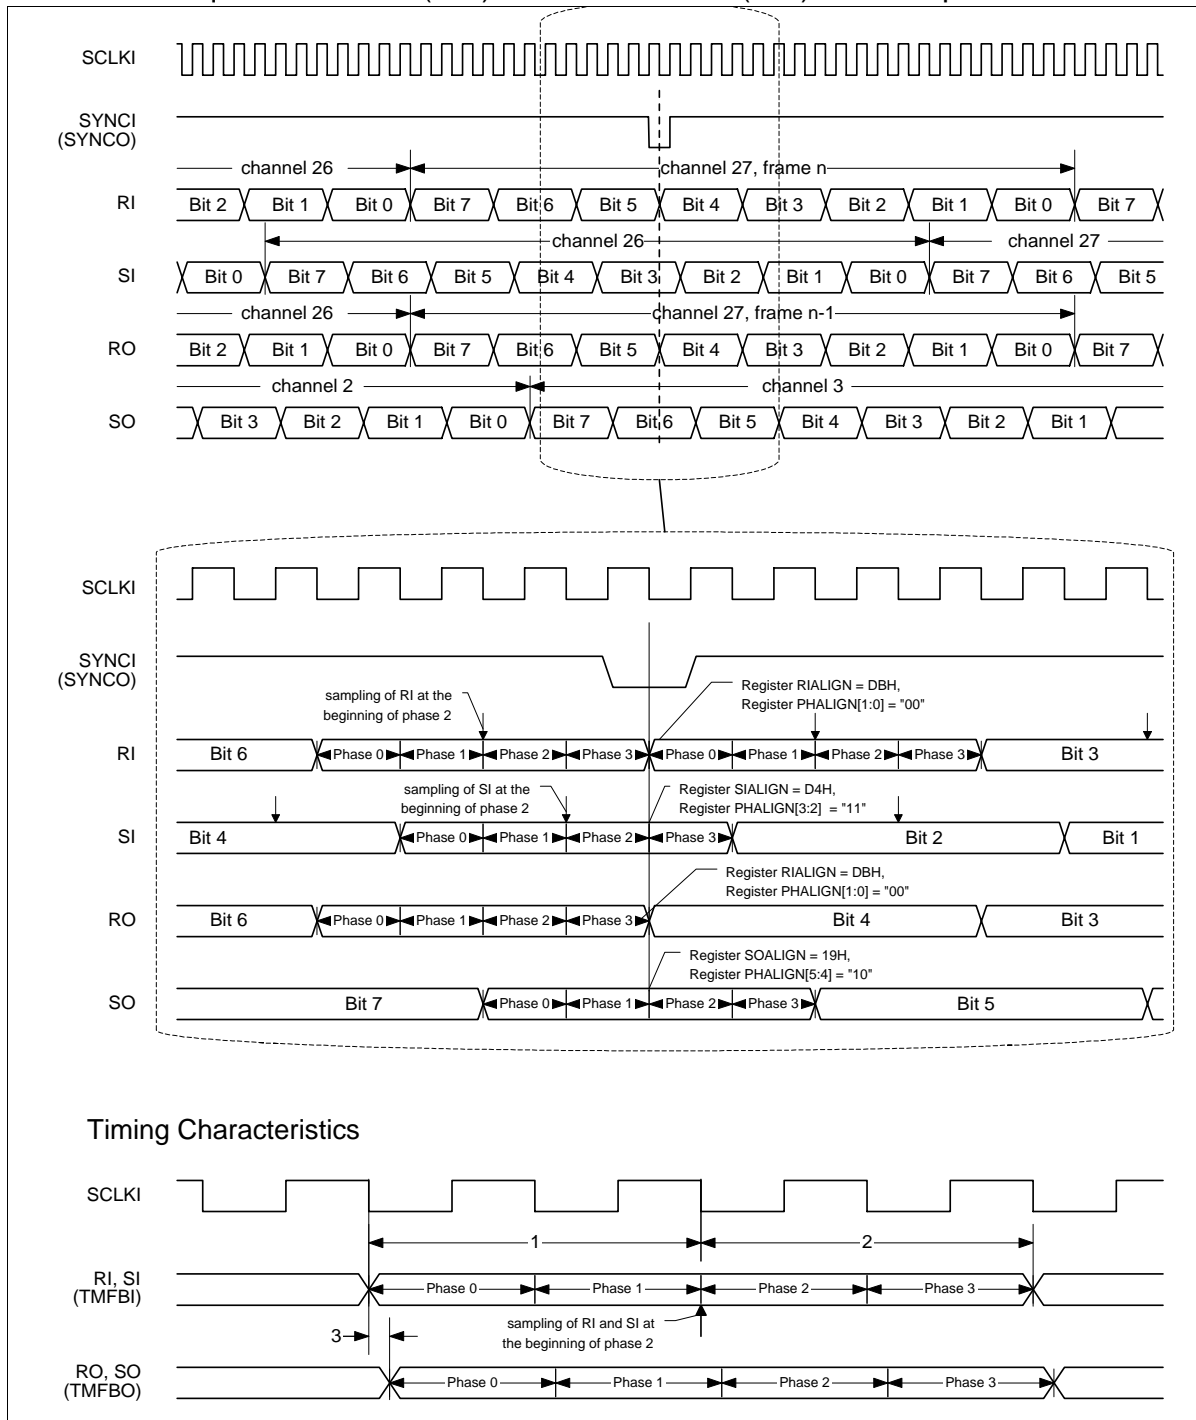 SCLKI
SYNCI
(SYNCO)
channel 26 channel 27, frame n
RI Bit 2 Bit 1 Bit 0 Bit 7 Bit 6 Bit 5 Bit 4 Bit 3 Bit 2 Bit 1 Bit 0 Bit 7
channel 26 channel 27
SI Bit 0 Bit 7 Bit 6 Bit 5 Bit 4 Bit 3 Bit 2 Bit 1 Bit 0 Bit 7 Bit 6 Bit 5
channel 26 channel 27, frame n-1
RO Bit 2 Bit 1 Bit 0 Bit 7 Bit 6 Bit 5 Bit 4 Bit 3 Bit 2 Bit 1 Bit 0 Bit 7
channel 2 channel 3
SO Bit 3 Bit 2 Bit 1 Bit 0 Bit 7 Bit 6 Bit 5 Bit 4 Bit 3 Bit 2 Bit 1
SCLKI
SYNCI
(SYNCO)
sampling of RI at the
beginning of phase 2
Register RIALIGN = DBH,
Register PHALIGN[1:0] = "00"
RI Bit 6 Phase 0 Phase 1 Phase 2 Phase 3 Phase 0 Phase 1 Phase 2 Phase 3 Bit 3
sampling of SI at the
beginning of phase 2
Register SIALIGN = D4H,
Register PHALIGN[3:2] = "11"
SI Bit 4 Phase 0 Phase 1 Phase 2 Phase 3 Bit 2 Bit 1
Register RIALIGN = DBH,
Register PHALIGN[1:0] = "00"
RO Bit 6 Phase 0 Phase 1 Phase 2 Phase 3 Bit 4 Bit 3
Register SOALIGN = 19H,
Register PHALIGN[5:4] = "10"
SO Bit 7 Phase 0 Phase 1 Phase 2 Phase 3 Bit 5
Timing Characteristics
SCLKI
1 2
RI, SI
(TMFBI)
Phase 0 Phase 1 Phase 2 Phase 3
sampling of RI and SI at
the beginning of phase 2
3
RO, SO
(TMFBO)
Phase 0 Phase 1 Phase 2 Phase 3